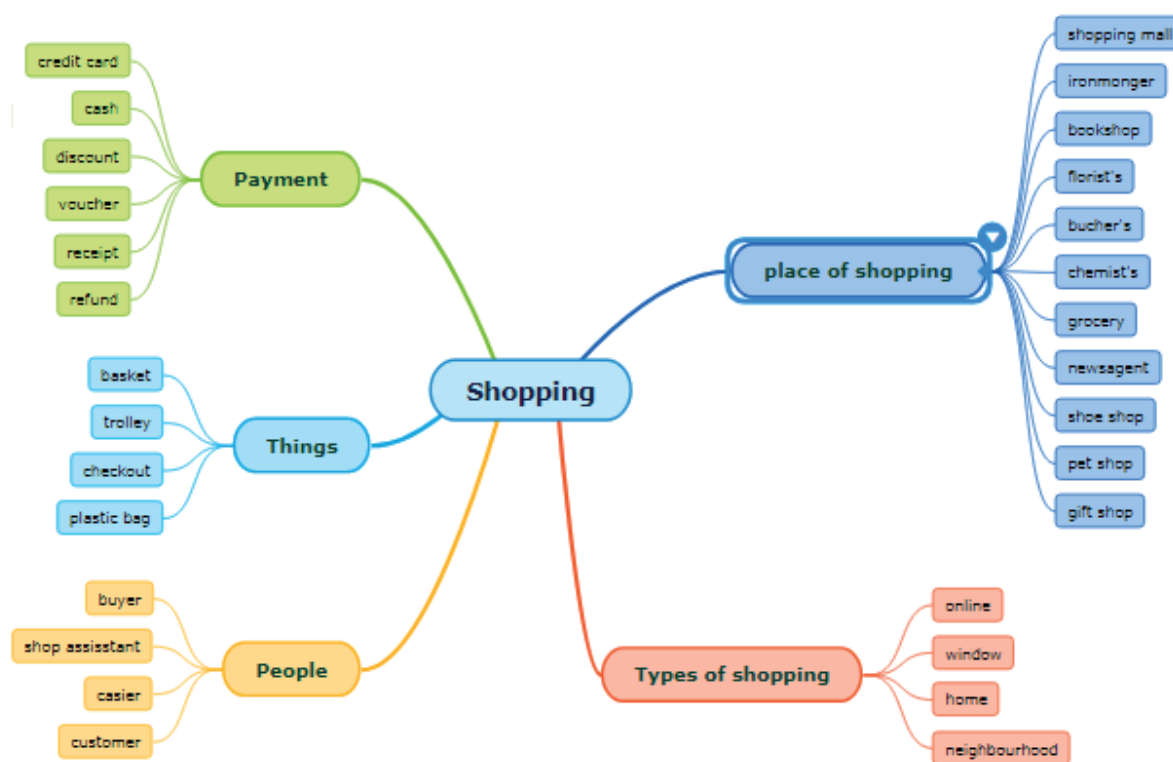 credit card
cash
discount
voucher
receipt
refund
Payment
basket
trolley
checkout
plastic bag
Things
buyer
shop assisstant
casier
customer
People
Shopping
place of shopping
shopping mall
ironmonger
bookshop
florist's
bucher's
chemist's
grocery
newsagent
shoe shop
pet shop
gift shop
Types of shopping
online
window
home
neighbourhood